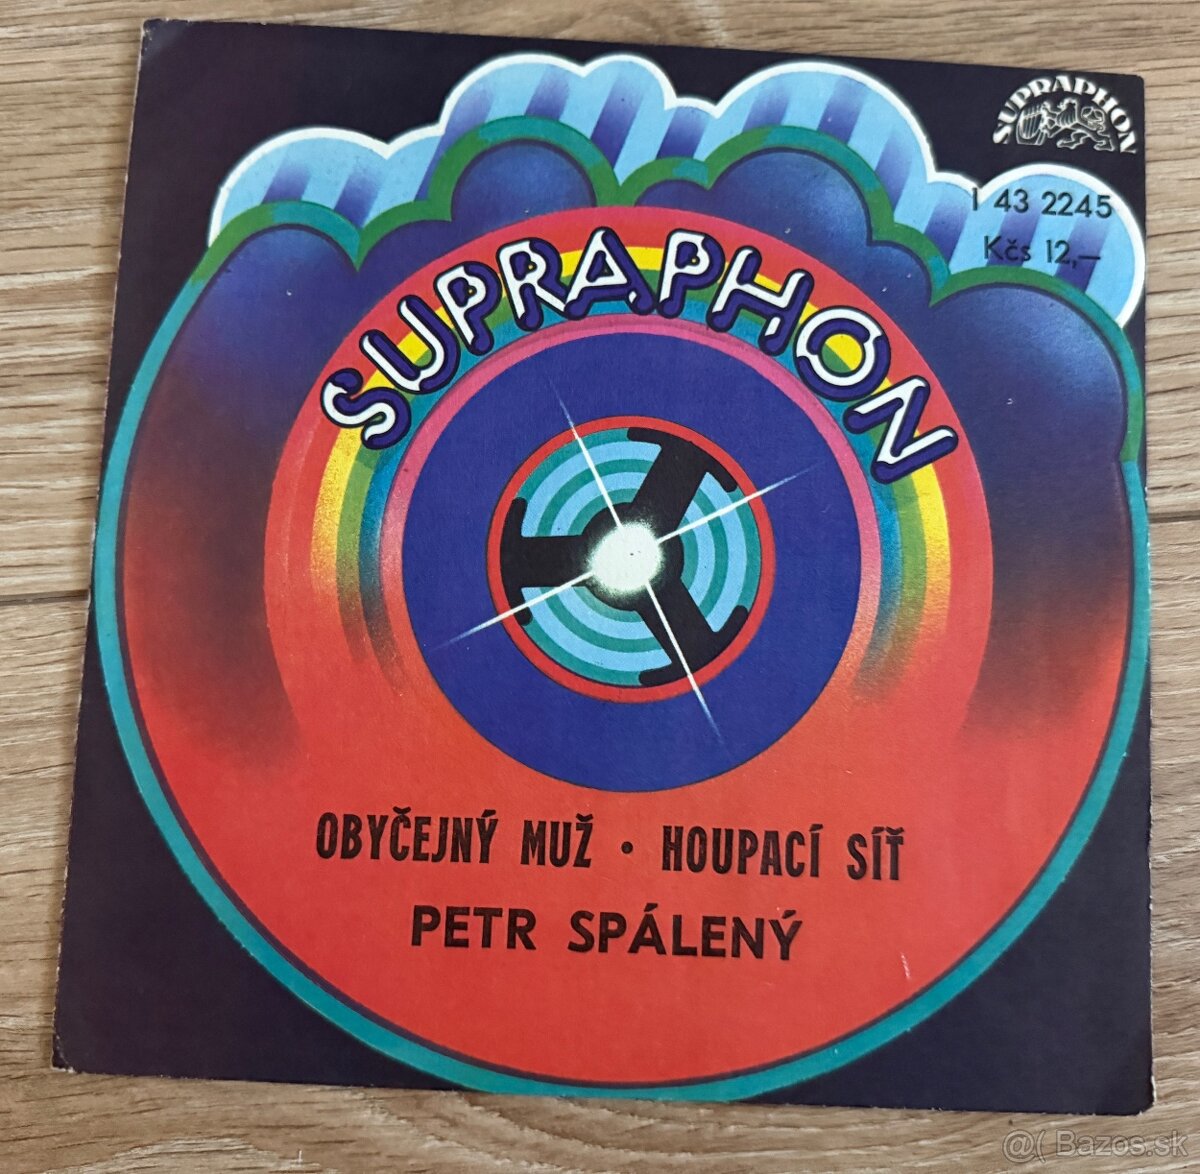 SUPRAPHON
1 43 2245
Kčs 12,–
SUPRAPHON
OBYČEJNÝ MUŽ • HOUPACÍ SÍŤ
PETR SPÁLENÝ
@( Bazos.sk